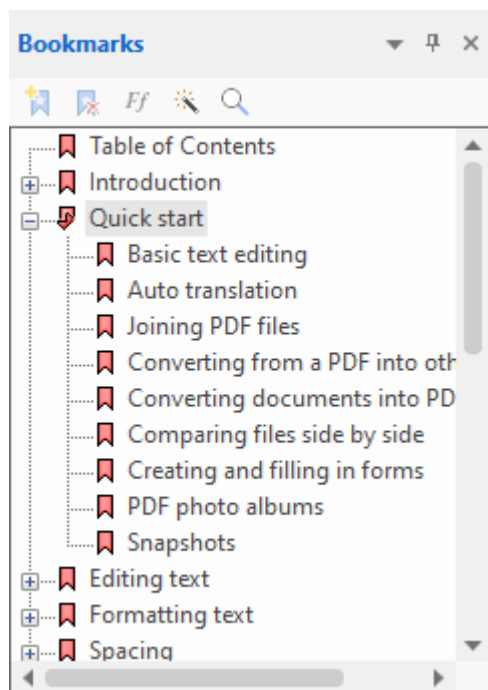 Bookmarks
Ff
Table of Contents
Introduction
Quick start
Basic text editing
Auto translation
Joining PDF files
Converting from a PDF into oth
Converting documents into PD
Comparing files side by side
Creating and filling in forms
PDF photo albums
Snapshots
Editing text
Formatting text
Spacing